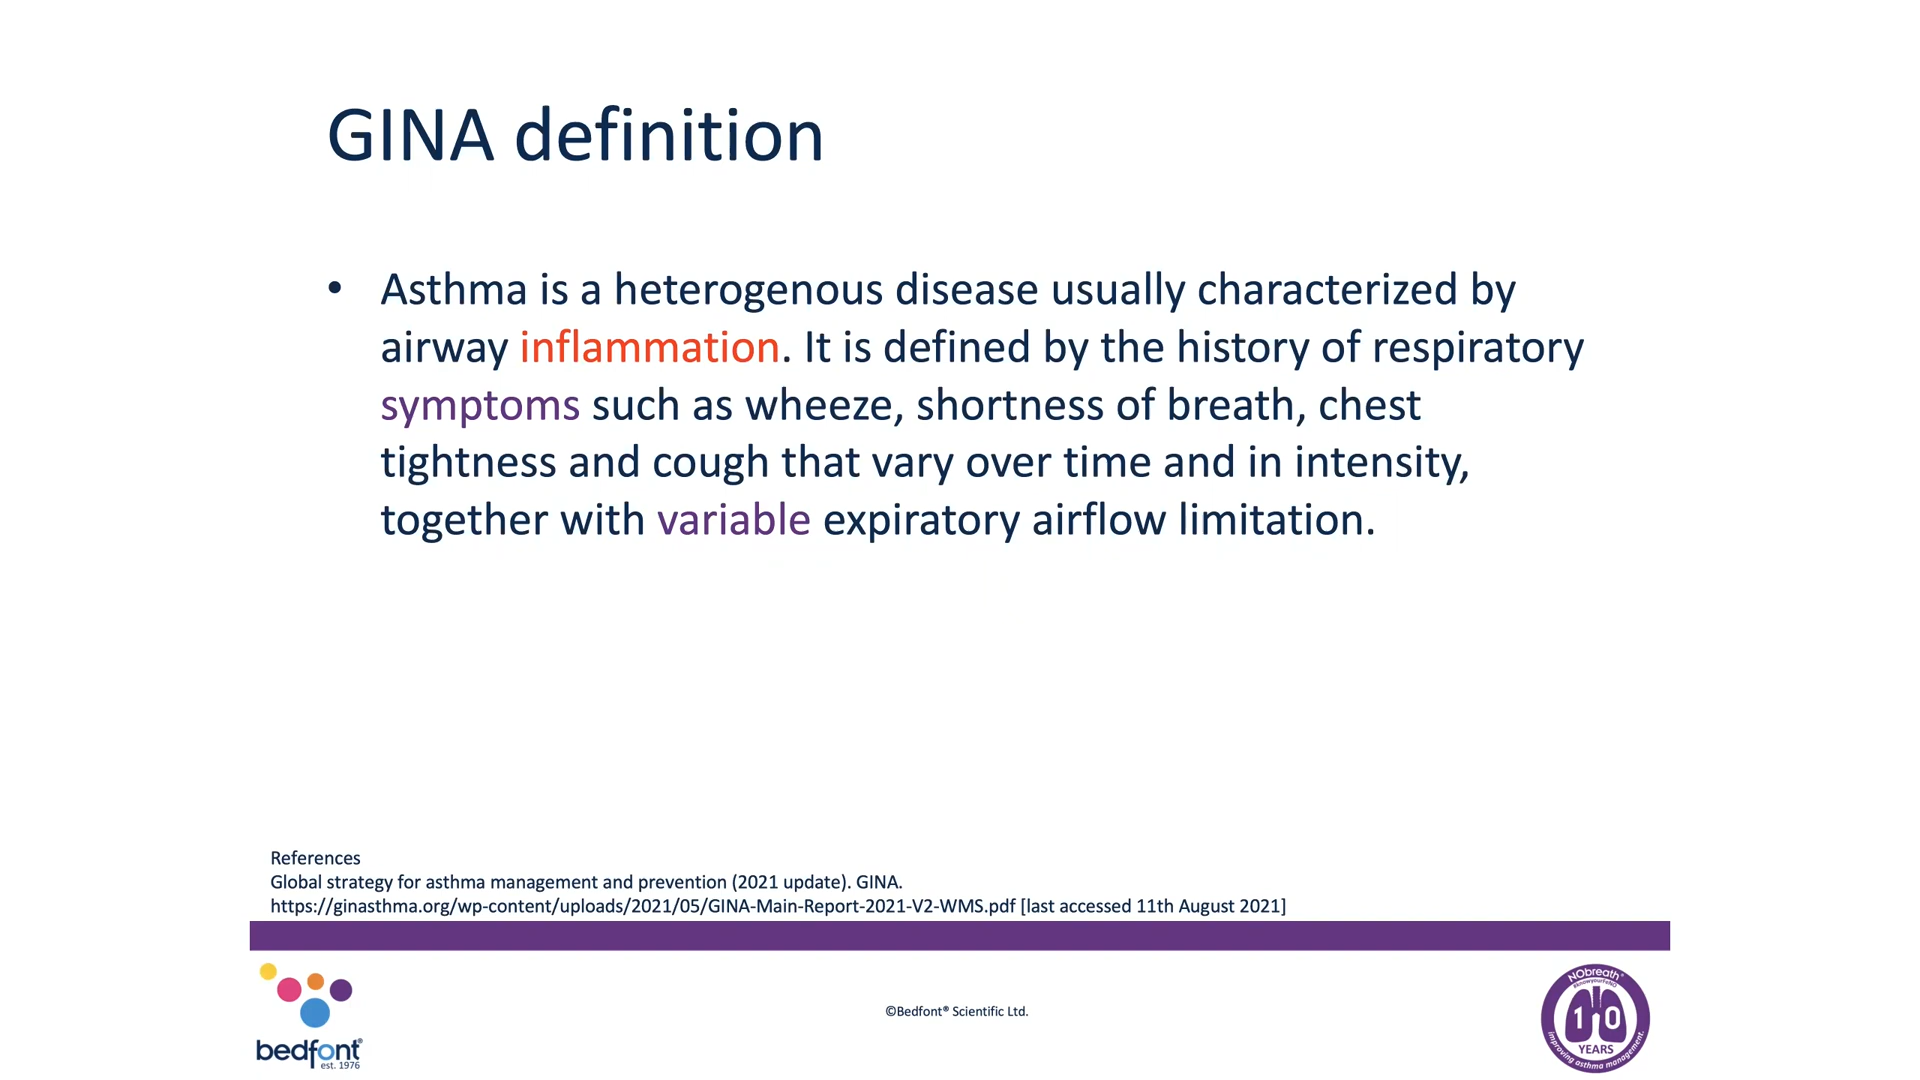 GINA definition
• Asthma is a heterogenous disease usually characterized by
airway inflammation. It is defined by the history of respiratory
symptoms such as wheeze, shortness of breath, chest
tightness and cough that vary over time and in intensity,
together with variable expiratory airflow limitation.
References
Global strategy for asthma management and prevention (2021 update). GINA.
https://ginasthma.org/wp-content/uploads/2021/05/GINA-Main-Report-2021-V2-WMS.pdf [last accessed 11th August 2021]
bedfont®
est. 1976
©Bedfont® Scientific Ltd.
NObreath®
#knowyourFeNO
10
YEARS
improving asthma management.